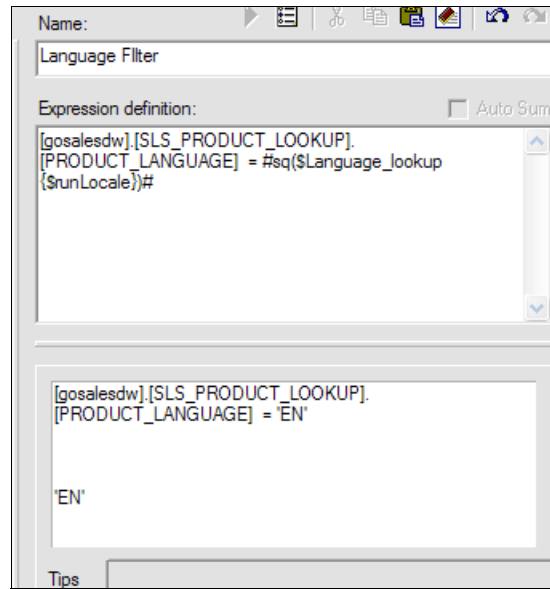 Name:
Language FIlter
Expression definition:
Auto Sum
[gosalesdw].[SLS_PRODUCT_LOOKUP].
[PRODUCT_LANGUAGE]  = #sq($Language_lookup
{$runLocale})#
[gosalesdw].[SLS_PRODUCT_LOOKUP].
[PRODUCT_LANGUAGE]  = 'EN'
'EN'
Tips